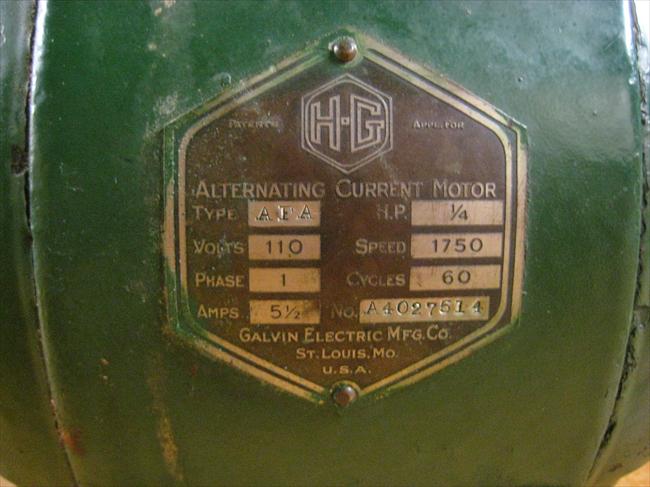 PATENTS H·G APPL. FOR
ALTERNATING CURRENT MOTOR
TYPE AFA H.P. 1/4
VOLTS 110 SPEED 1750
PHASE 1 CYCLES 60
AMPS. 5½ NO. A4027514
GALVIN ELECTRIC MFG. CO.
ST. LOUIS, MO.
U.S.A.